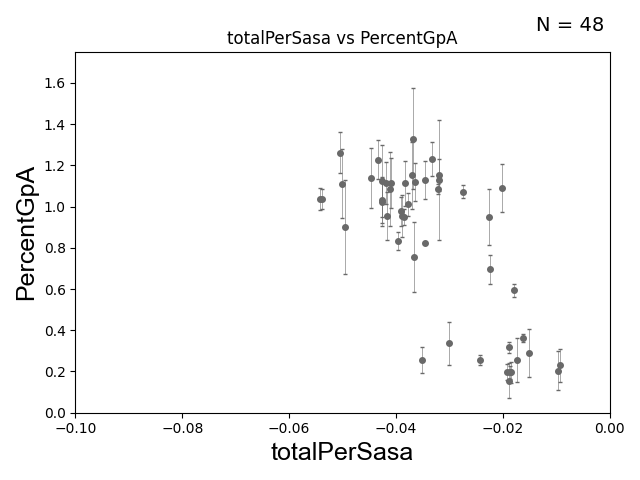 N = 48
totalPerSasa vs PercentGpA
PercentGpA
1.6
1.4
1.2
1.0
0.8
0.6
0.4
0.2
0.0
−0.10 −0.08 −0.06 −0.04 −0.02 0.00
totalPerSasa